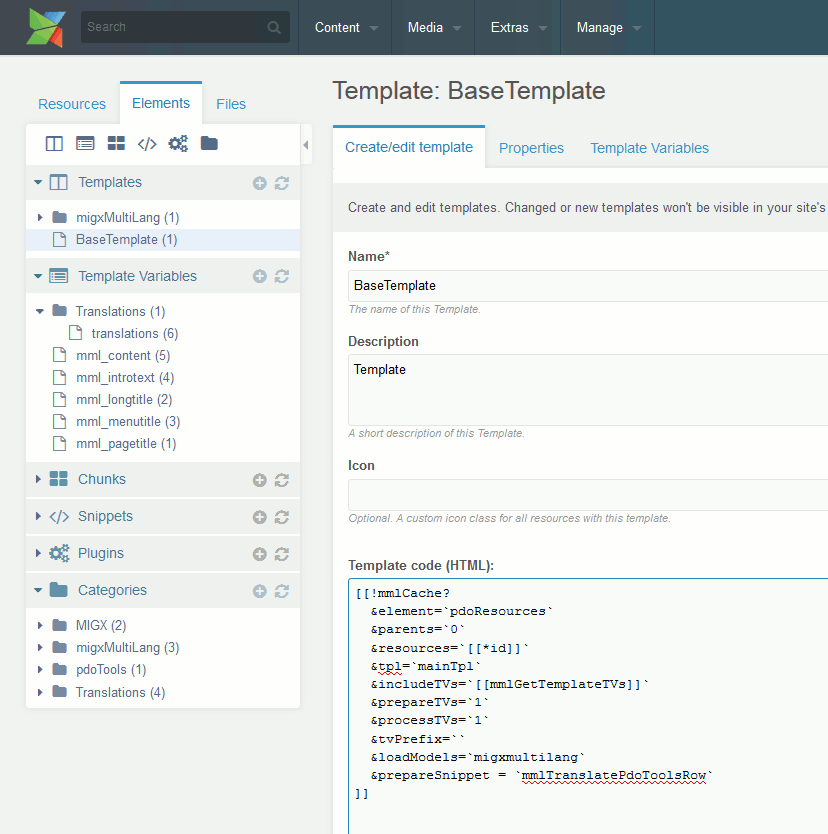 Search
Content
Media
Extras
Manage
Resources
Elements
Files
Templates
migxMultiLang (1)
BaseTemplate (1)
Template Variables
Translations (1)
translations (6)
mml_content (5)
mml_introtext (4)
mml_longtitle (2)
mml_menutitle (3)
mml_pagetitle (1)
Chunks
Snippets
Plugins
Categories
MIGX (2)
migxMultiLang (3)
pdoTools (1)
Translations (4)
Template: BaseTemplate
Create/edit template
Properties
Template Variables
Create and edit templates. Changed or new templates won't be visible in your site's
Name*
BaseTemplate
The name of this Template.
Description
Template
A short description of this Template.
Icon
Optional. A custom icon class for all resources with this template.
Template code (HTML):
[[!mmlCache?
&element=`pdoResources`
&parents=`0`
&resources=`[[*id]]`
&tpl=`mainTpl`
&includeTVs=`[[mmlGetTemplateTVs]]`
&prepareTVs=`1`
&processTVs=`1`
&tvPrefix=``
&loadModels=`migxmultilang`
&prepareSnippet = `mmlTranslatePdoToolsRow`
]]